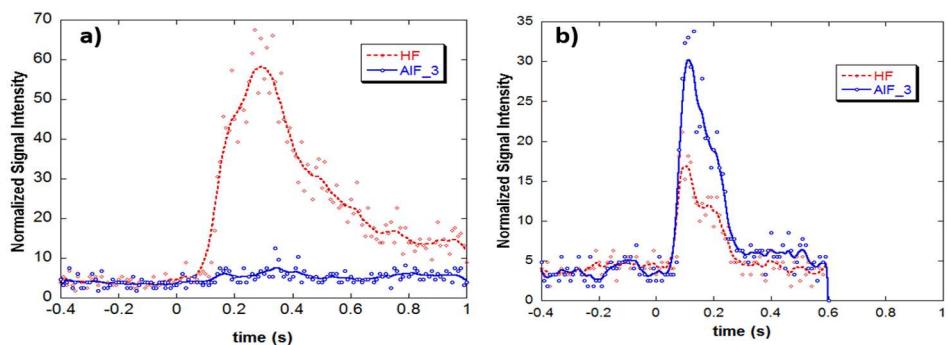 a)
HF
AlF_3
Normalized Signal Intensity
70
60
50
40
30
20
10
0
-0.4 -0.2 0 0.2 0.4 0.6 0.8 1
time (s)
b)
HF
AlF_3
Normalized Signal Intensity
35
30
25
20
15
10
5
0
-0.4 -0.2 0 0.2 0.4 0.6 0.8 1
time (s)